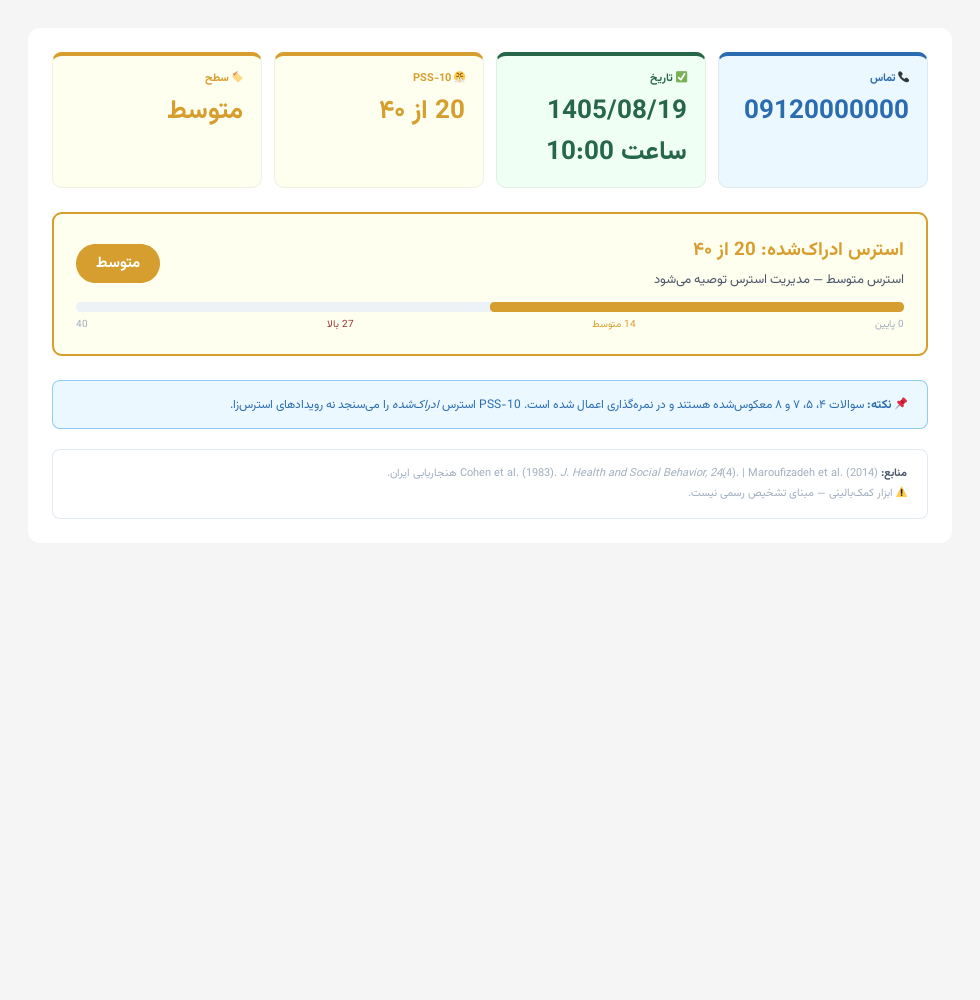 📞 تماس
09120000000
✅ تاریخ
1405/08/19
ساعت 10:00
😤 PSS-10
20 از ۴۰
🏷️ سطح
متوسط
استرس ادراک‌شده: 20 از ۴۰
استرس متوسط — مدیریت استرس توصیه می‌شود
متوسط
0 پایین
14 متوسط
27 بالا
40
📌 نکته: سوالات ۴، ۵، ۷ و ۸ معکوس‌شده هستند و در نمره‌گذاری اعمال شده است. PSS-10 استرس ادراک‌شده را می‌سنجد نه رویدادهای استرس‌زا.
منابع: Cohen et al. (1983). J. Health and Social Behavior, 24(4). | Maroufizadeh et al. (2014) هنجاریابی ایران.
⚠️ ابزار کمک‌بالینی — مبنای تشخیص رسمی نیست.